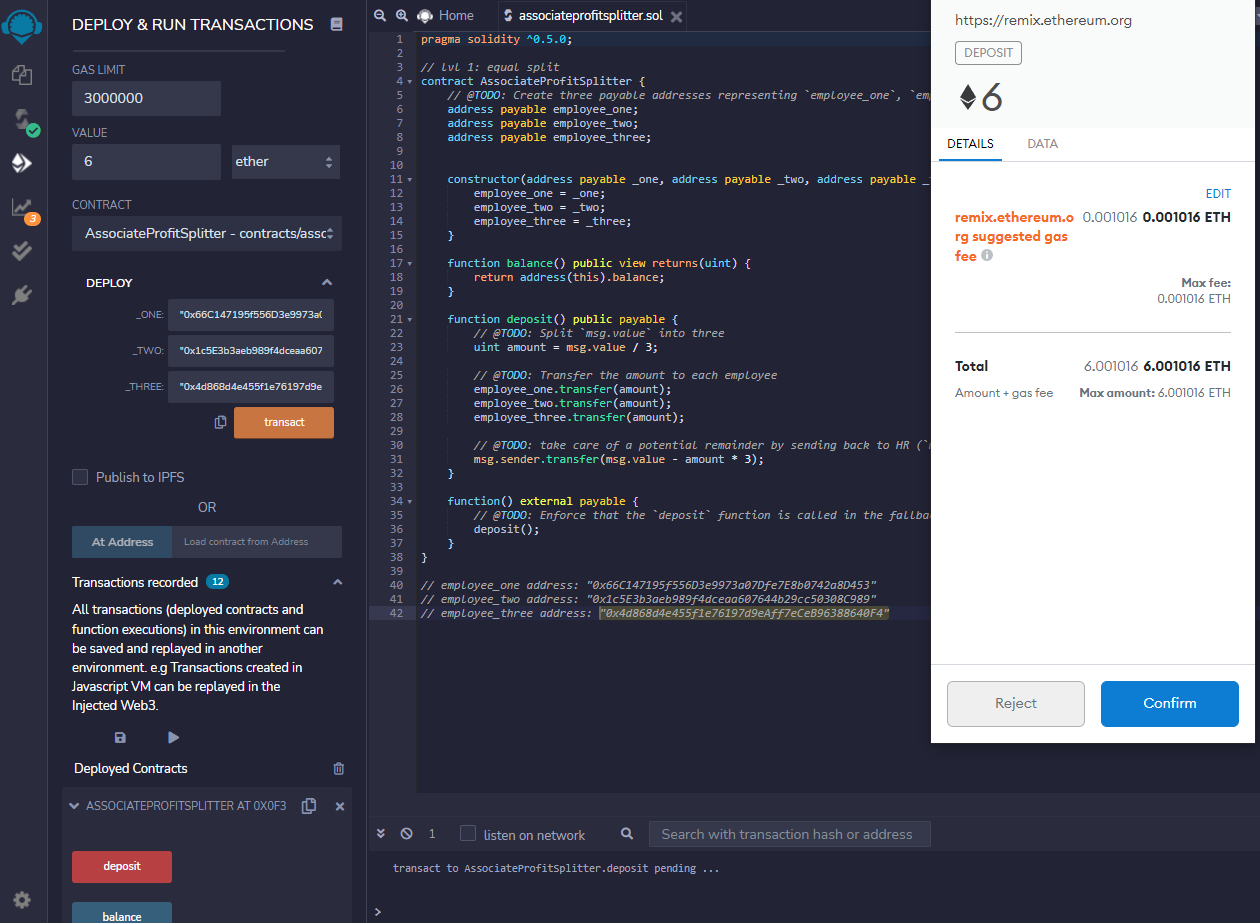 DEPLOY & RUN TRANSACTIONS
GAS LIMIT
3000000
VALUE
6
ether
CONTRACT
AssociateProfitSplitter - contracts/assc
DEPLOY
_ONE:
"0x66C147195f556D3e9973a0
_TWO:
"0x1c5E3b3aeb989f4dceaa607
_THREE:
"0x4d868d4e455f1e76197d9e
transact
Publish to IPFS
OR
At Address
Load contract from Address
Transactions recorded 12
All transactions (deployed contracts and
function executions) in this environment can
be saved and replayed in another
environment. e.g Transactions created in
Javascript VM can be replayed in the
Injected Web3.
Deployed Contracts
ASSOCIATEPROFITSPLITTER AT 0X0F3
deposit
balance
3
Home
associateprofitsplitter.sol
1 pragma solidity ^0.5.0;
2
3 // lvl 1: equal split
4 contract AssociateProfitSplitter {
5 // @TODO: Create three payable addresses representing `employee_one`, `emp
6 address payable employee_one;
7 address payable employee_two;
8 address payable employee_three;
9
10
11 constructor(address payable _one, address payable _two, address payable _
12 employee_one = _one;
13 employee_two = _two;
14 employee_three = _three;
15 }
16
17 function balance() public view returns(uint) {
18 return address(this).balance;
19 }
20
21 function deposit() public payable {
22 // @TODO: Split `msg.value` into three
23 uint amount = msg.value / 3;
24
25 // @TODO: Transfer the amount to each employee
26 employee_one.transfer(amount);
27 employee_two.transfer(amount);
28 employee_three.transfer(amount);
29
30 // @TODO: take care of a potential remainder by sending back to HR (`
31 msg.sender.transfer(msg.value - amount * 3);
32 }
33
34 function() external payable {
35 // @TODO: Enforce that the `deposit` function is called in the fallba
36 deposit();
37 }
38 }
39
40 // employee_one address: "0x66C147195f556D3e9973a07Dfe7E8b0742a8D453"
41 // employee_two address: "0x1c5E3b3aeb989f4dceaa607644b29cc50308C989"
42 // employee_three address: "0x4d868d4e455f1e76197d9eAff7eCeB96388640F4"
1
listen on network
Search with transaction hash or address
transact to AssociateProfitSplitter.deposit pending ...
>
https://remix.ethereum.org
DEPOSIT
6
DETAILS
DATA
EDIT
remix.ethereum.o 0.001016 0.001016 ETH
rg suggested gas
fee
Max fee:
0.001016 ETH
Total 6.001016 6.001016 ETH
Amount + gas fee Max amount: 6.001016 ETH
Reject
Confirm